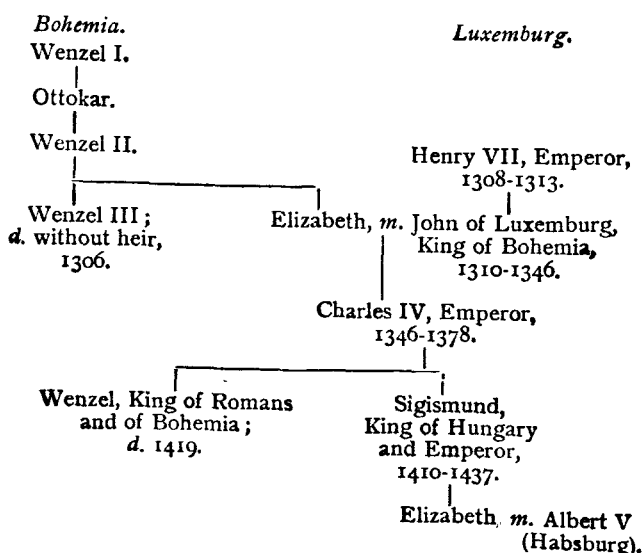 Bohemia.
Luxemburg.
Wenzel I.
Ottokar.
Wenzel II.
Henry VII, Emperor,
1308-1313.
Wenzel III ;
d. without heir,
1306.
Elizabeth, m. John of Luxemburg,
King of Bohemia,
1310-1346.
Charles IV, Emperor,
1346-1378.
Wenzel, King of Romans
and of Bohemia ;
d. 1419.
Sigismund,
King of Hungary
and Emperor,
1410-1437.
Elizabeth m. Albert V
(Habsburg).